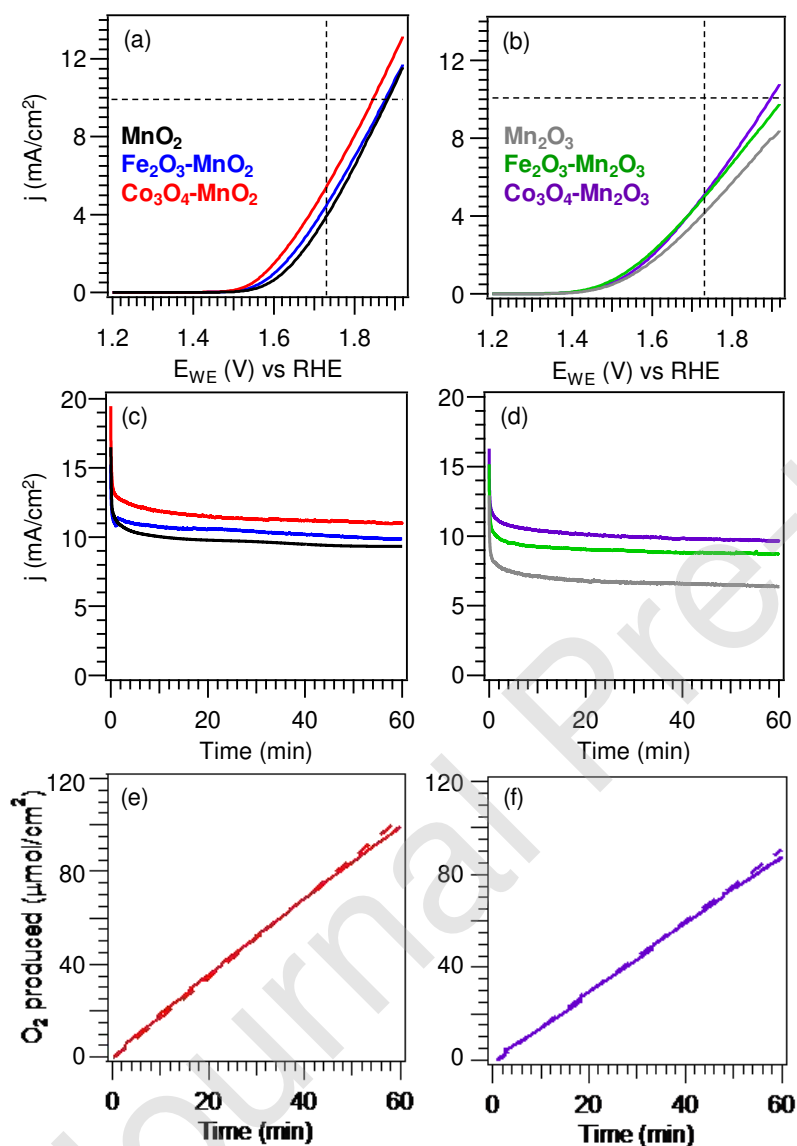 (a)
(b)
j (mA/cm²)
12
8
4
0
12
8
4
0
MnO₂
Fe₂O₃-MnO₂
Co₃O₄-MnO₂
Mn₂O₃
Fe₂O₃-Mn₂O₃
Co₃O₄-Mn₂O₃
1.2 1.4 1.6 1.8
1.2 1.4 1.6 1.8
E_WE (V) vs RHE
E_WE (V) vs RHE
(c)
(d)
j (mA/cm²)
20
15
10
5
0
20
15
10
5
0
0 20 40 60
0 20 40 60
Time (min)
Time (min)
(e)
(f)
O₂ produced (μmol/cm²)
120
80
40
0
120
80
40
0
0 20 40 60
0 20 40 60
Time (min)
Time (min)
Journal Pre-